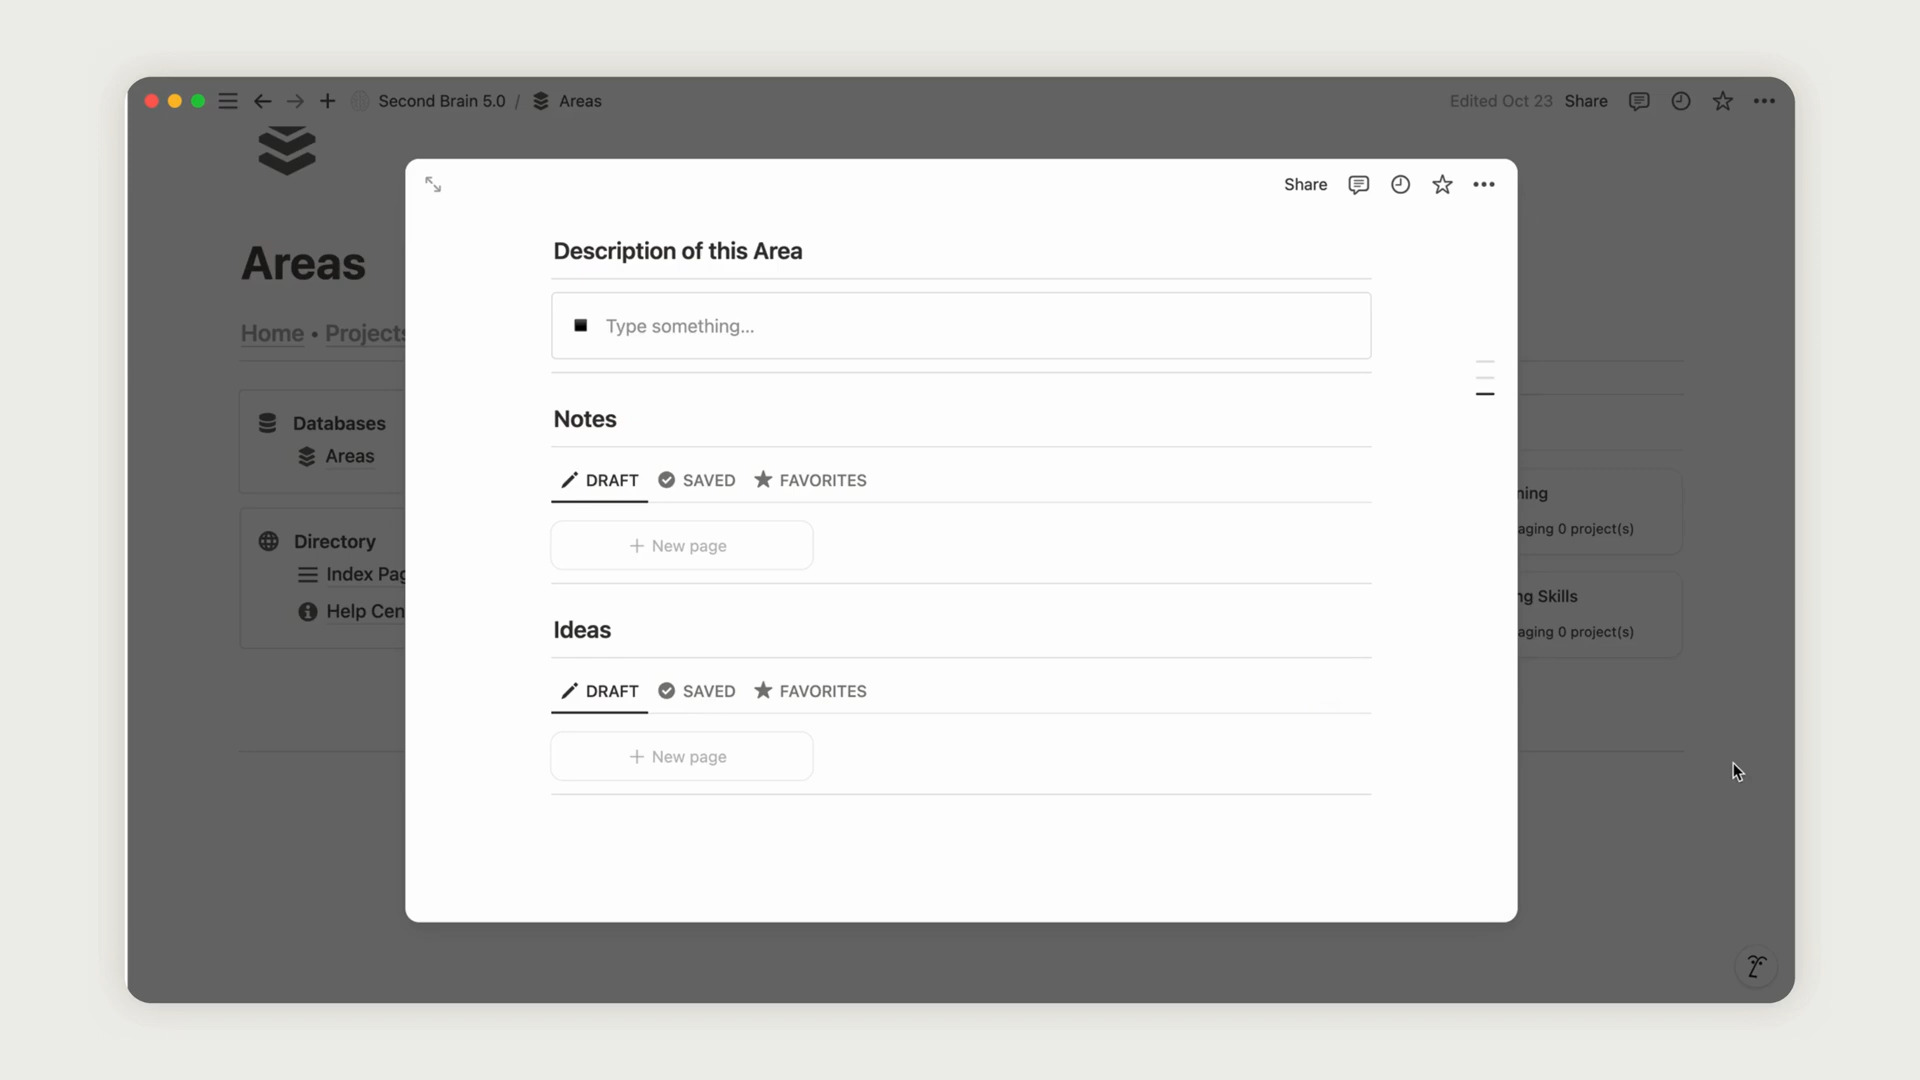 Second Brain 5.0 / Areas
Edited Oct 23 Share
Areas
Home • Projects
Databases
Areas
Directory
Index Pag
Help Cen
Share
Description of this Area
Type something...
Notes
DRAFT SAVED FAVORITES
+ New page
Ideas
DRAFT SAVED FAVORITES
+ New page
ning
aging 0 project(s)
ng Skills
aging 0 project(s)